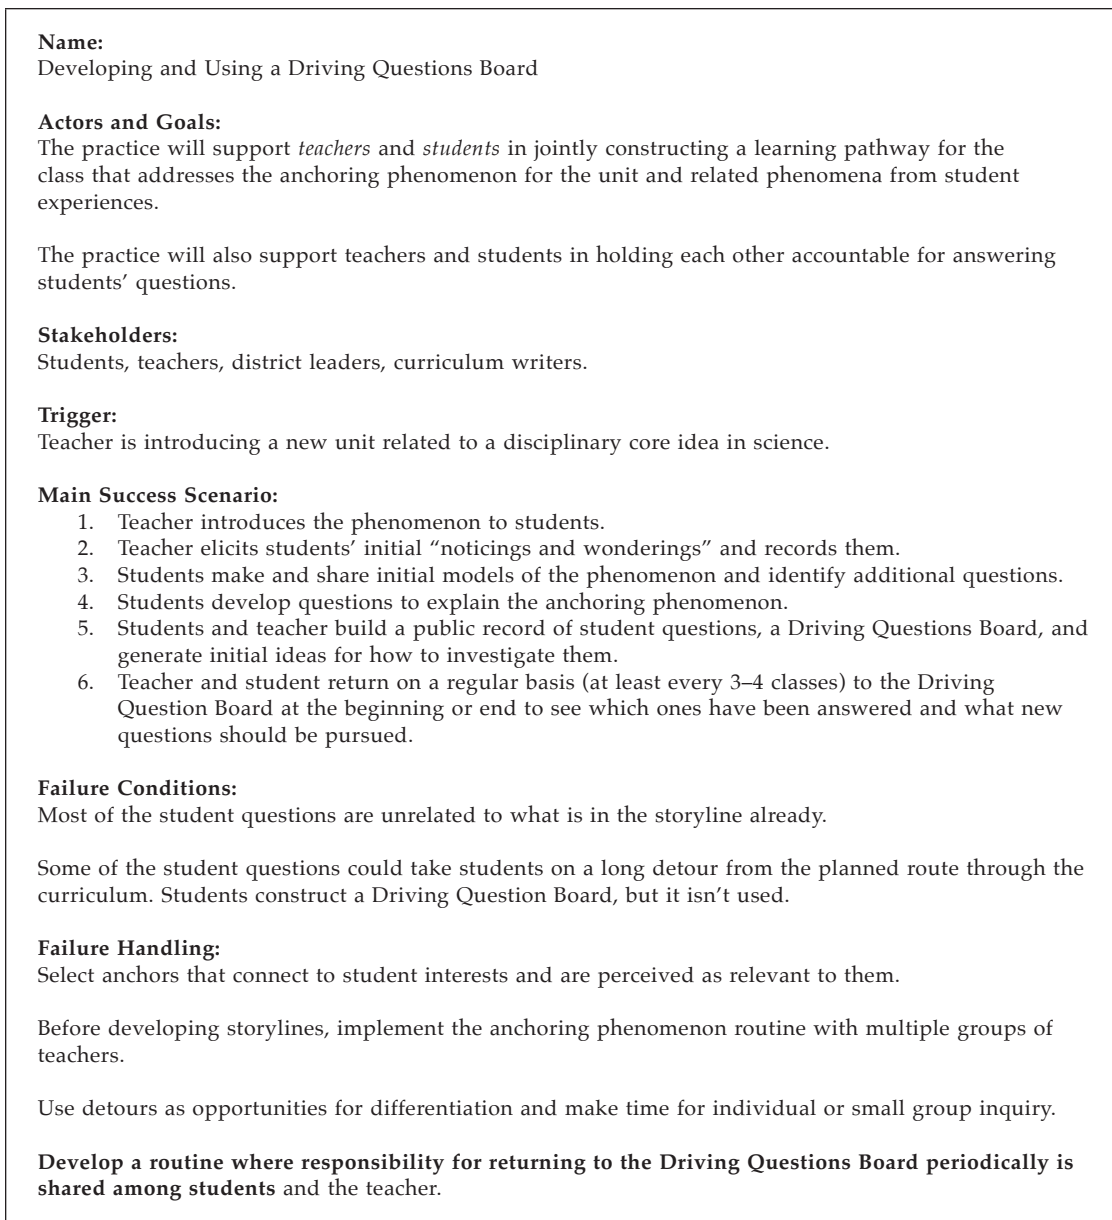 Name:
Developing and Using a Driving Questions Board
Actors and Goals:
The practice will support teachers and students in jointly constructing a learning pathway for the
class that addresses the anchoring phenomenon for the unit and related phenomena from student
experiences.
The practice will also support teachers and students in holding each other accountable for answering
students’ questions.
Stakeholders:
Students, teachers, district leaders, curriculum writers.
Trigger:
Teacher is introducing a new unit related to a disciplinary core idea in science.
Main Success Scenario:
1. Teacher introduces the phenomenon to students.
2. Teacher elicits students’ initial “noticings and wonderings” and records them.
3. Students make and share initial models of the phenomenon and identify additional questions.
4. Students develop questions to explain the anchoring phenomenon.
5. Students and teacher build a public record of student questions, a Driving Questions Board, and
generate initial ideas for how to investigate them.
6. Teacher and student return on a regular basis (at least every 3–4 classes) to the Driving
Question Board at the beginning or end to see which ones have been answered and what new
questions should be pursued.
Failure Conditions:
Most of the student questions are unrelated to what is in the storyline already.
Some of the student questions could take students on a long detour from the planned route through the
curriculum. Students construct a Driving Question Board, but it isn’t used.
Failure Handling:
Select anchors that connect to student interests and are perceived as relevant to them.
Before developing storylines, implement the anchoring phenomenon routine with multiple groups of
teachers.
Use detours as opportunities for differentiation and make time for individual or small group inquiry.
Develop a routine where responsibility for returning to the Driving Questions Board periodically is
shared among students and the teacher.